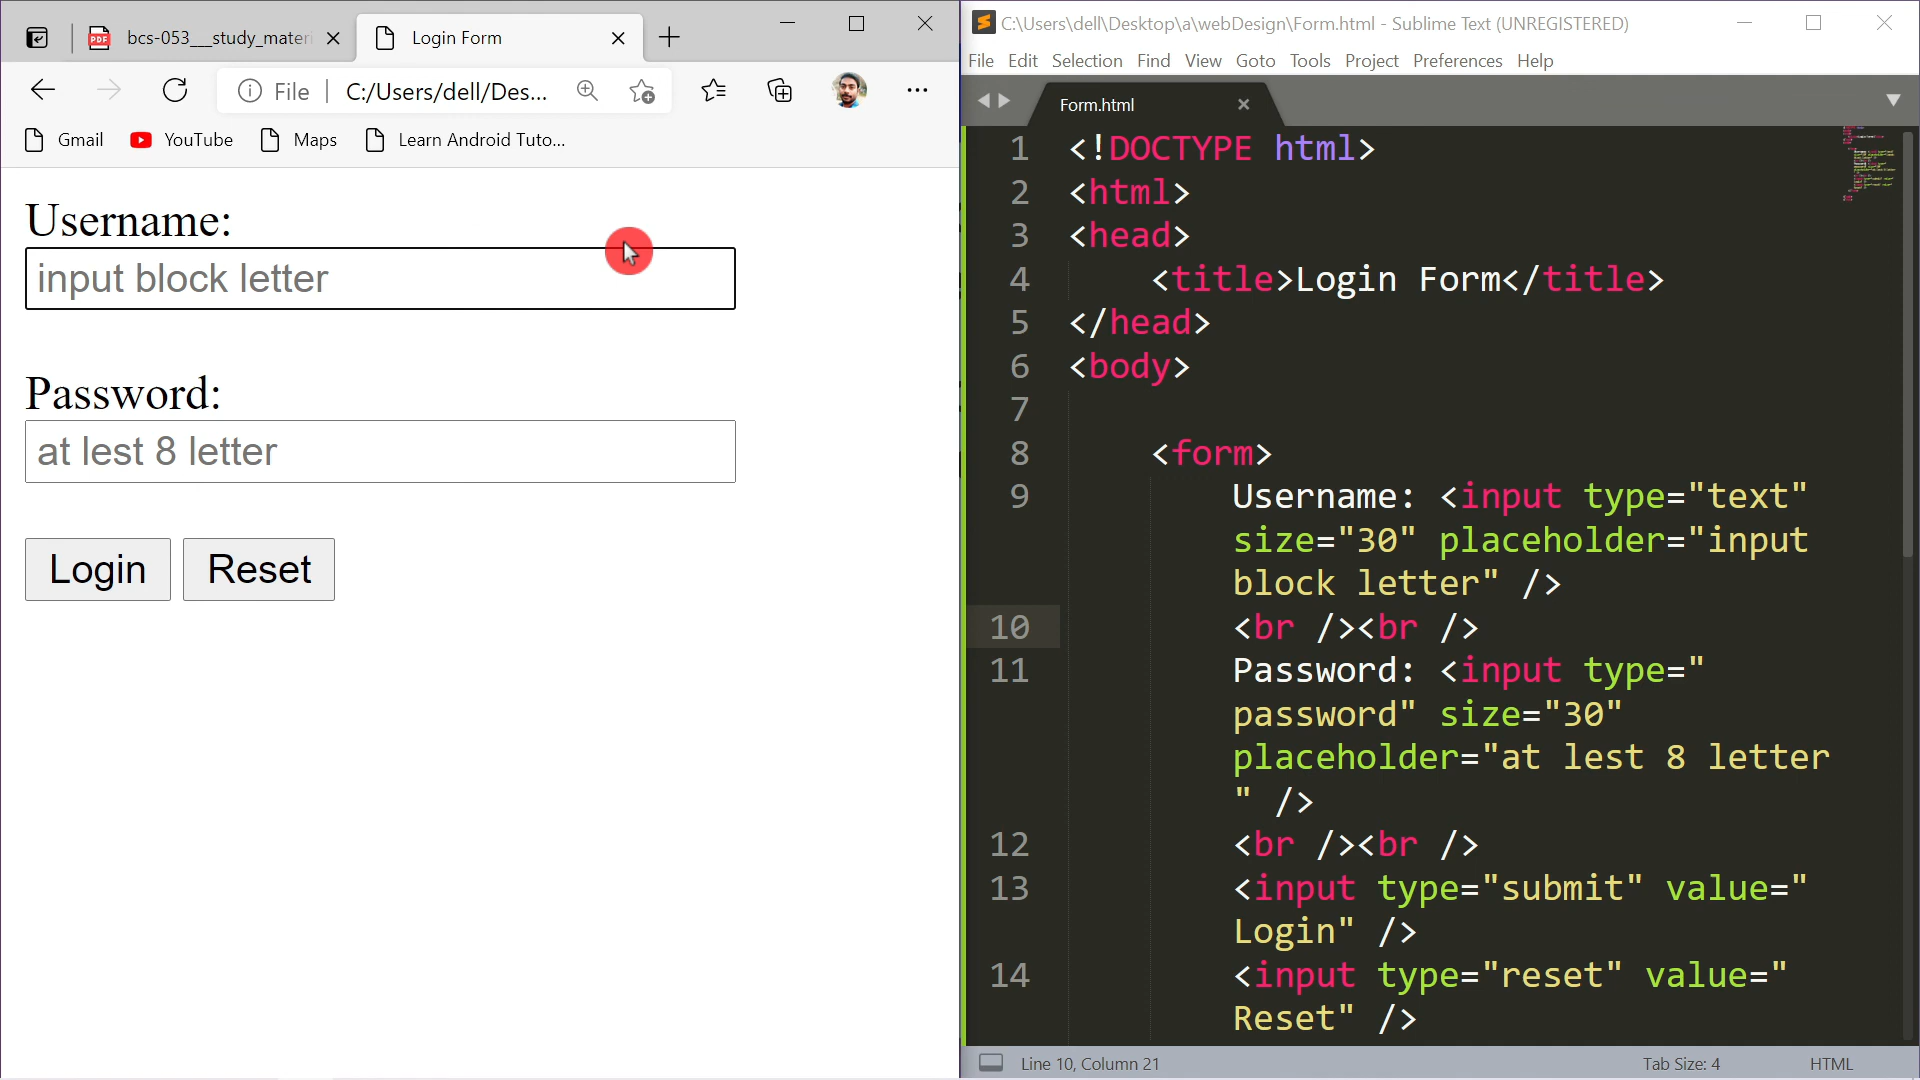 bcs-053___study_materi
Login Form
File
C:/Users/dell/Des...
Gmail
YouTube
Maps
Learn Android Tuto...
Username:
input block letter
Password:
at lest 8 letter
Login
Reset
C:\Users\dell\Desktop\a\webDesign\Form.html - Sublime Text (UNREGISTERED)
File Edit Selection Find View Goto Tools Project Preferences Help
Form.html
1 <!DOCTYPE html>
2 <html>
3 <head>
4 <title>Login Form</title>
5 </head>
6 <body>
7
8 <form>
9 Username: <input type="text"
size="30" placeholder="input
block letter" />
10 <br /><br />
11 Password: <input type="
password" size="30"
placeholder="at lest 8 letter
" />
12 <br /><br />
13 <input type="submit" value="
Login" />
14 <input type="reset" value="
Reset" />
Line 10, Column 21
Tab Size: 4
HTML